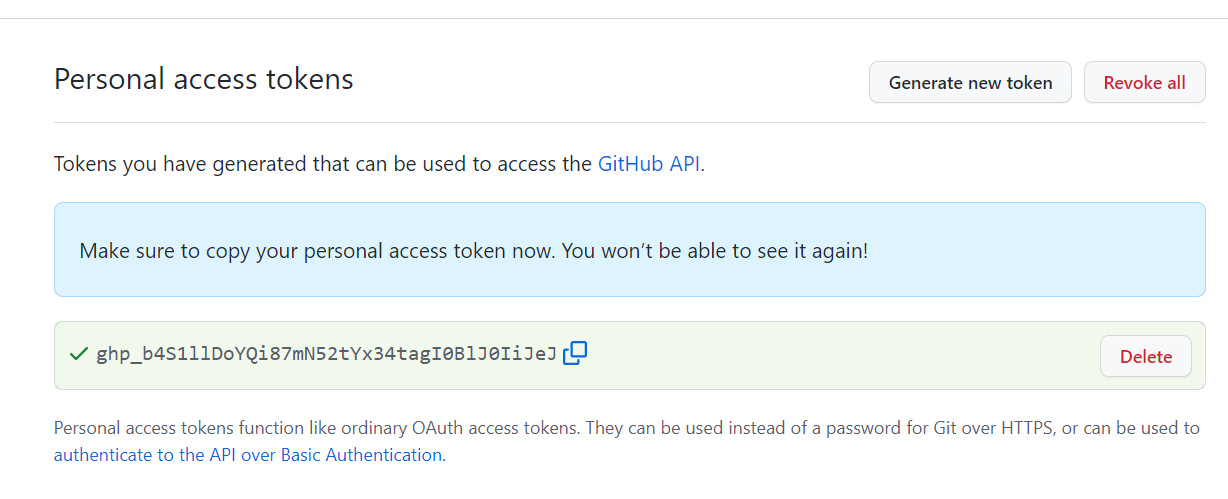 Personal access tokens
Generate new token
Revoke all
Tokens you have generated that can be used to access the GitHub API.
Make sure to copy your personal access token now. You won’t be able to see it again!
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
Delete
Personal access tokens function like ordinary OAuth access tokens. They can be used instead of a password for Git over HTTPS, or can be used to
authenticate to the API over Basic Authentication.